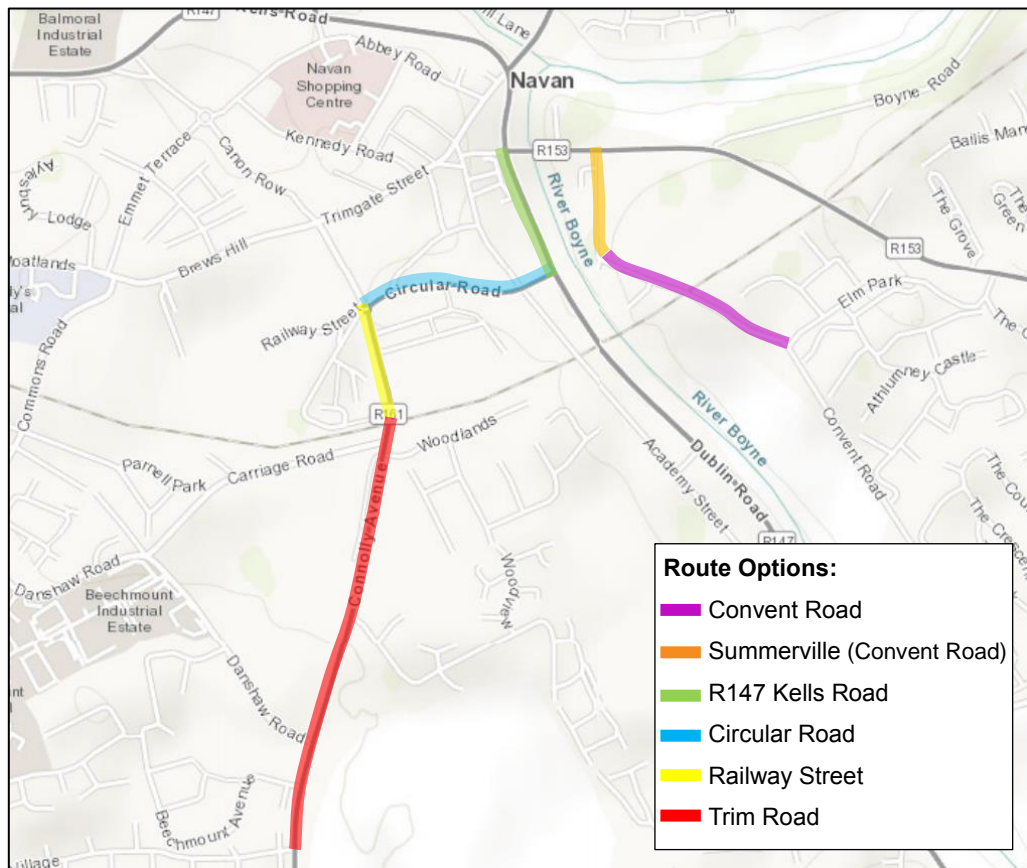 R147
Kells-Road
Balmoral
Industrial
Estate
Abbey Road
Lane
Navan
Shopping
Centre
Navan
Boyne-Road
Kennedy Road
R153
Canon Row
Emmet Terrace
Trimgate Street
River Boyne
Lodge
The Grove
The
Green
R153
Brews Hill
Circular-Road
Railway Street
Elm Park
Commons Road
Athlumney Castle
R161
Woodlands
River Boyne
Parnell Park
Carriage Road
Connolly-Avenue
Academy Street
Dublin-Road
Convent Road
R147
Danshaw Road
Woodview
Beechmount
Industrial
Estate
Danshaw Road
Beechmount Avenue
village
Route Options:
Convent Road
Summerville (Convent Road)
R147 Kells Road
Circular Road
Railway Street
Trim Road